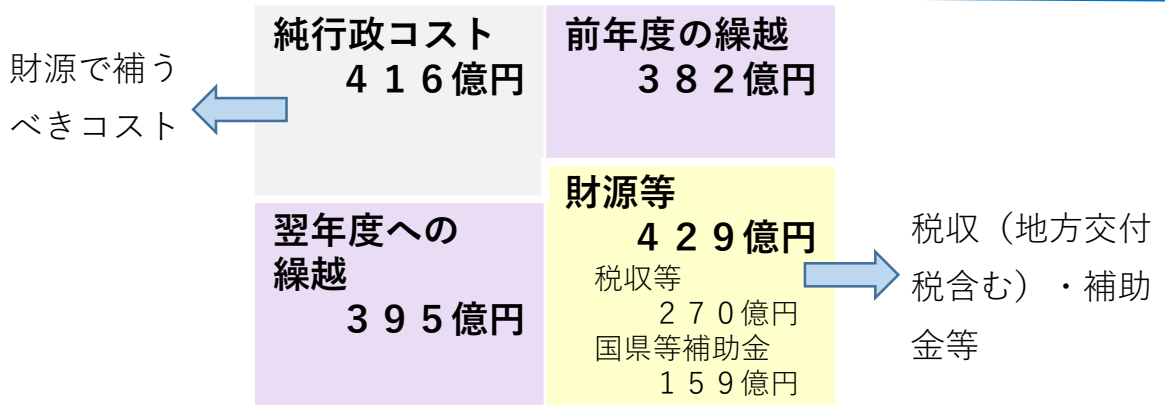 財源で補う
べきコスト
純行政コスト
４１６億円
前年度の繰越
３８２億円
翌年度への
繰越
３９５億円
財源等
４２９億円
税収等
２７０億円
国県等補助金
１５９億円
税収（地方交付
税含む）・補助
金等